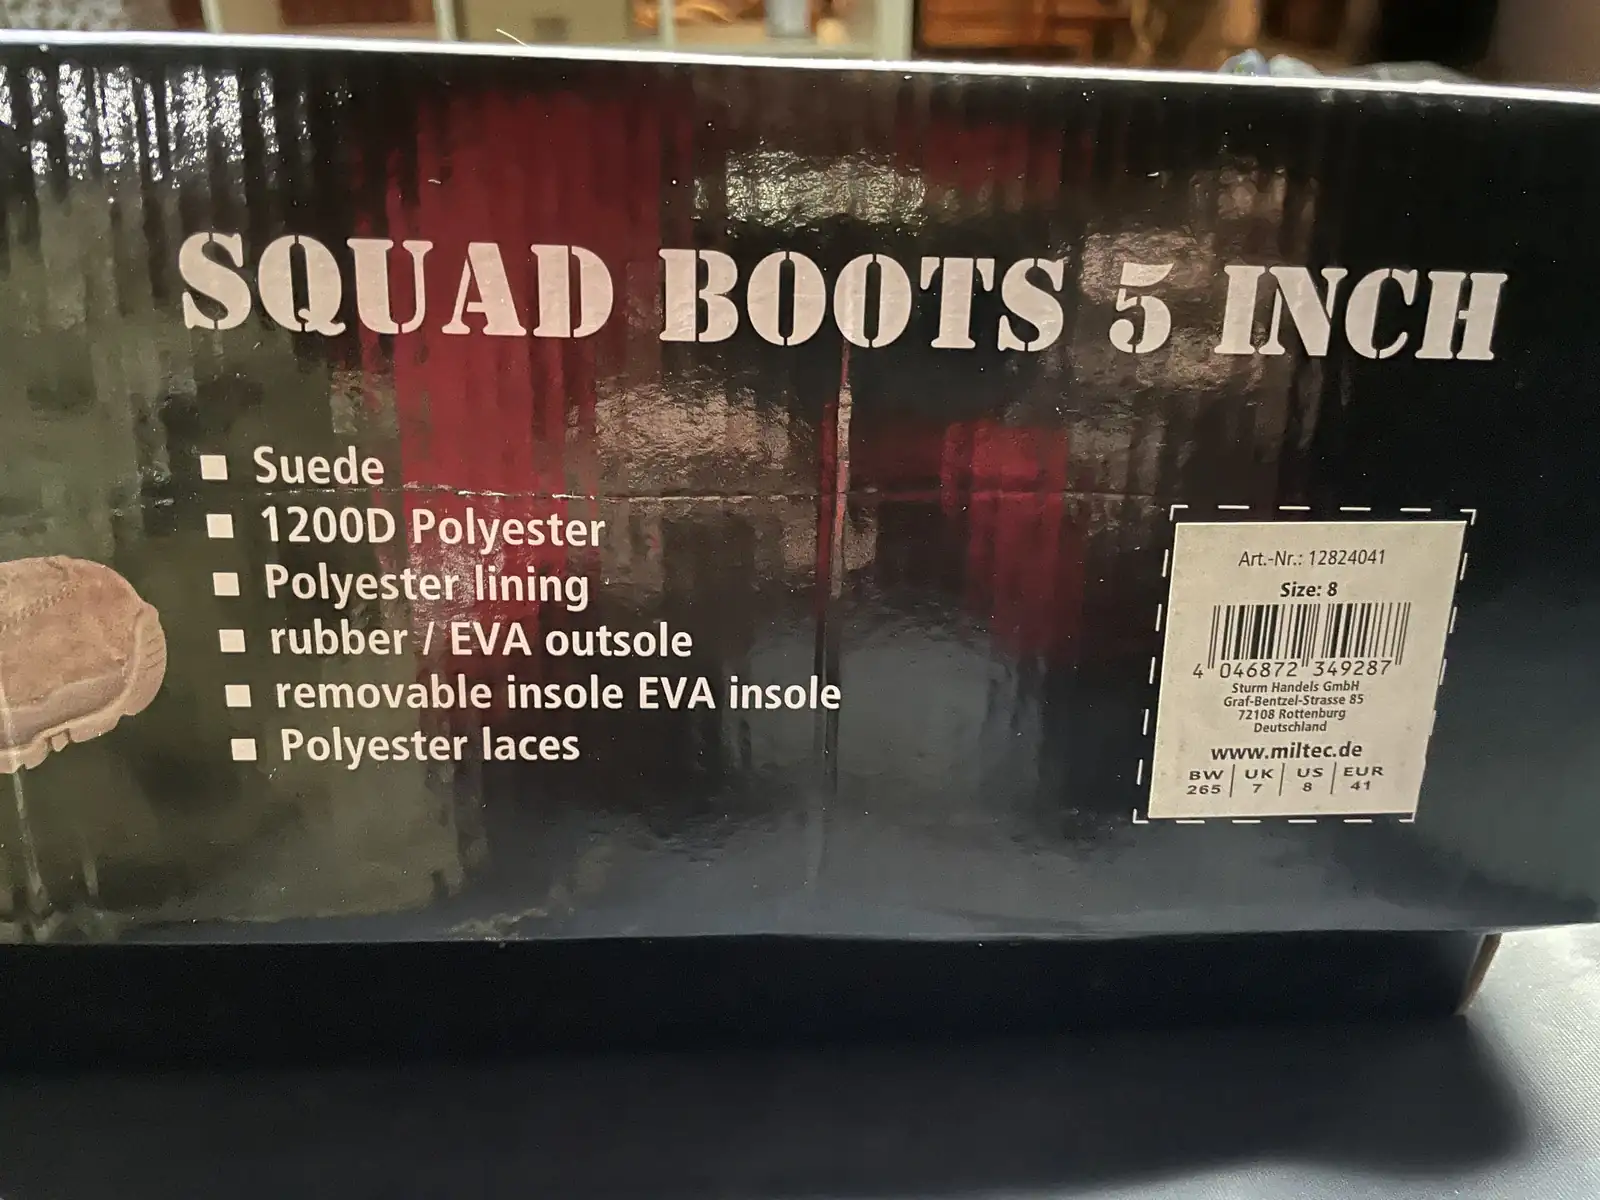 SQUAD BOOTS 5 INCH
Suede
1200D Polyester
Polyester lining
rubber / EVA outsole
removable insole EVA insole
Polyester laces
Art.-Nr.: 12824041
Size: 8
4 046872 349287
Sturm Handels GmbH
Graf-Bentzel-Strasse 85
72108 Rottenburg
Deutschland
www.miltec.de
BW | UK | US | EUR
265 | 7 | 8 | 41